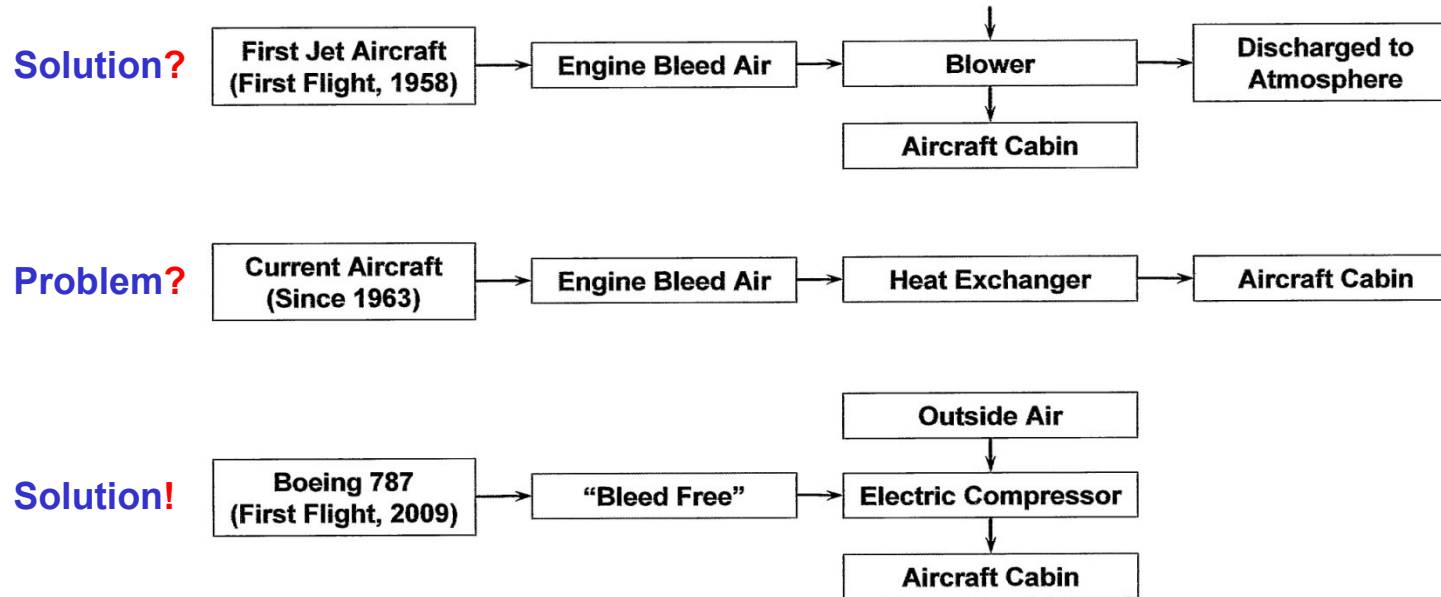 Solution?
First Jet Aircraft
(First Flight, 1958)
Engine Bleed Air
Blower
Discharged to
Atmosphere
Aircraft Cabin
Problem?
Current Aircraft
(Since 1963)
Engine Bleed Air
Heat Exchanger
Aircraft Cabin
Outside Air
Solution!
Boeing 787
(First Flight, 2009)
“Bleed Free”
Electric Compressor
Aircraft Cabin